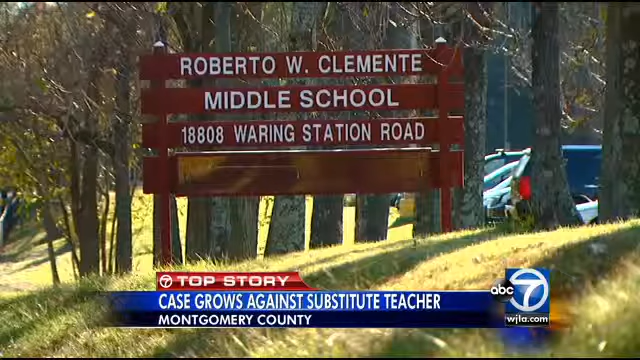 ROBERTO W. CLEMENTE
MIDDLE SCHOOL
18808 WARING STATION ROAD
7 TOP STORY
CASE GROWS AGAINST SUBSTITUTE TEACHER
MONTGOMERY COUNTY
abc 7
wjla.com